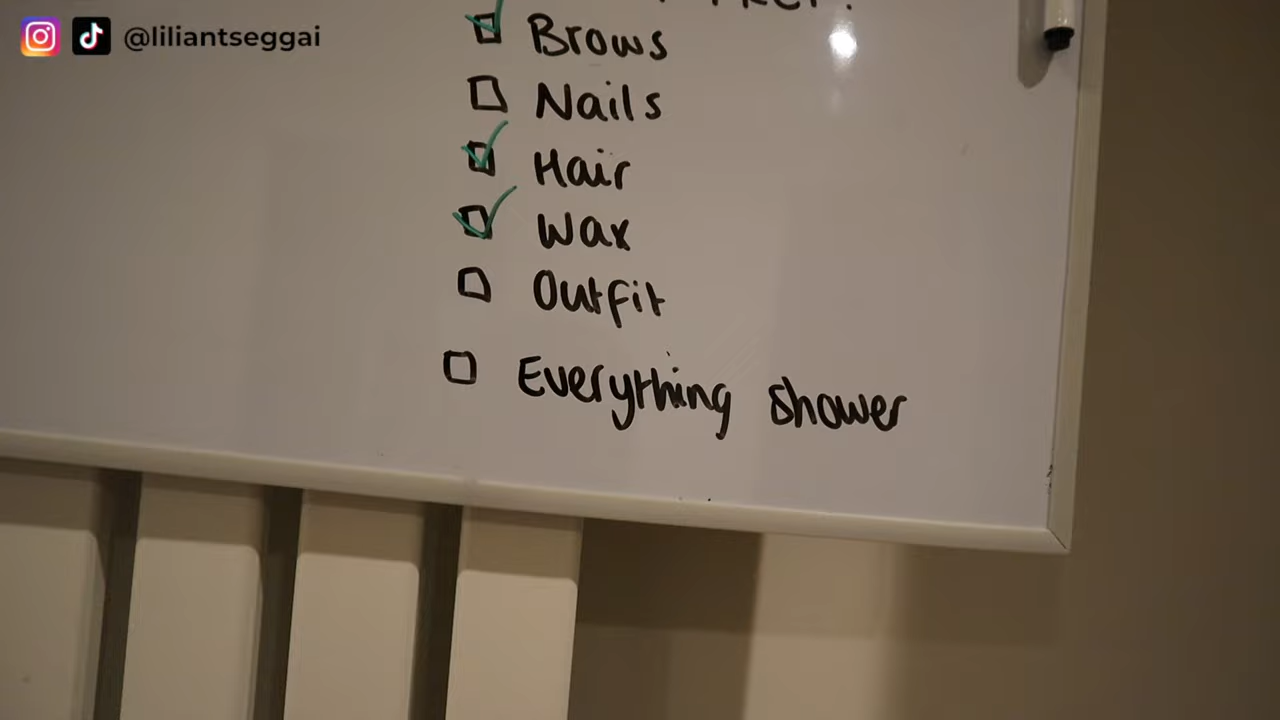 @liliantseggai
Brows
Nails
Hair
Wax
Outfit
Everything shower